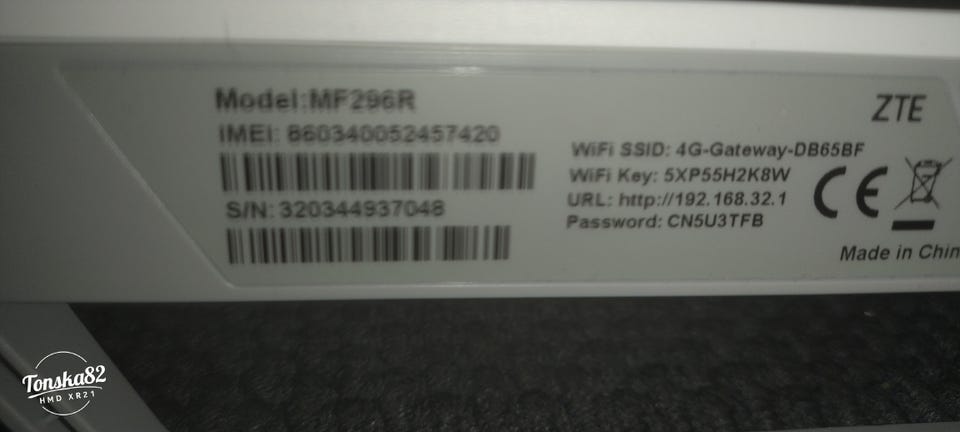 Model:MF296R
IMEI: 860340052457420
S/N: 320344937048
ZTE
WiFi SSID: 4G-Gateway-DB65BF
WiFi Key: 5XP55H2K8W
URL: http://192.168.32.1
Password: CN5U3TFB
CE
Made in Chin
Tonska82
HMD XR21